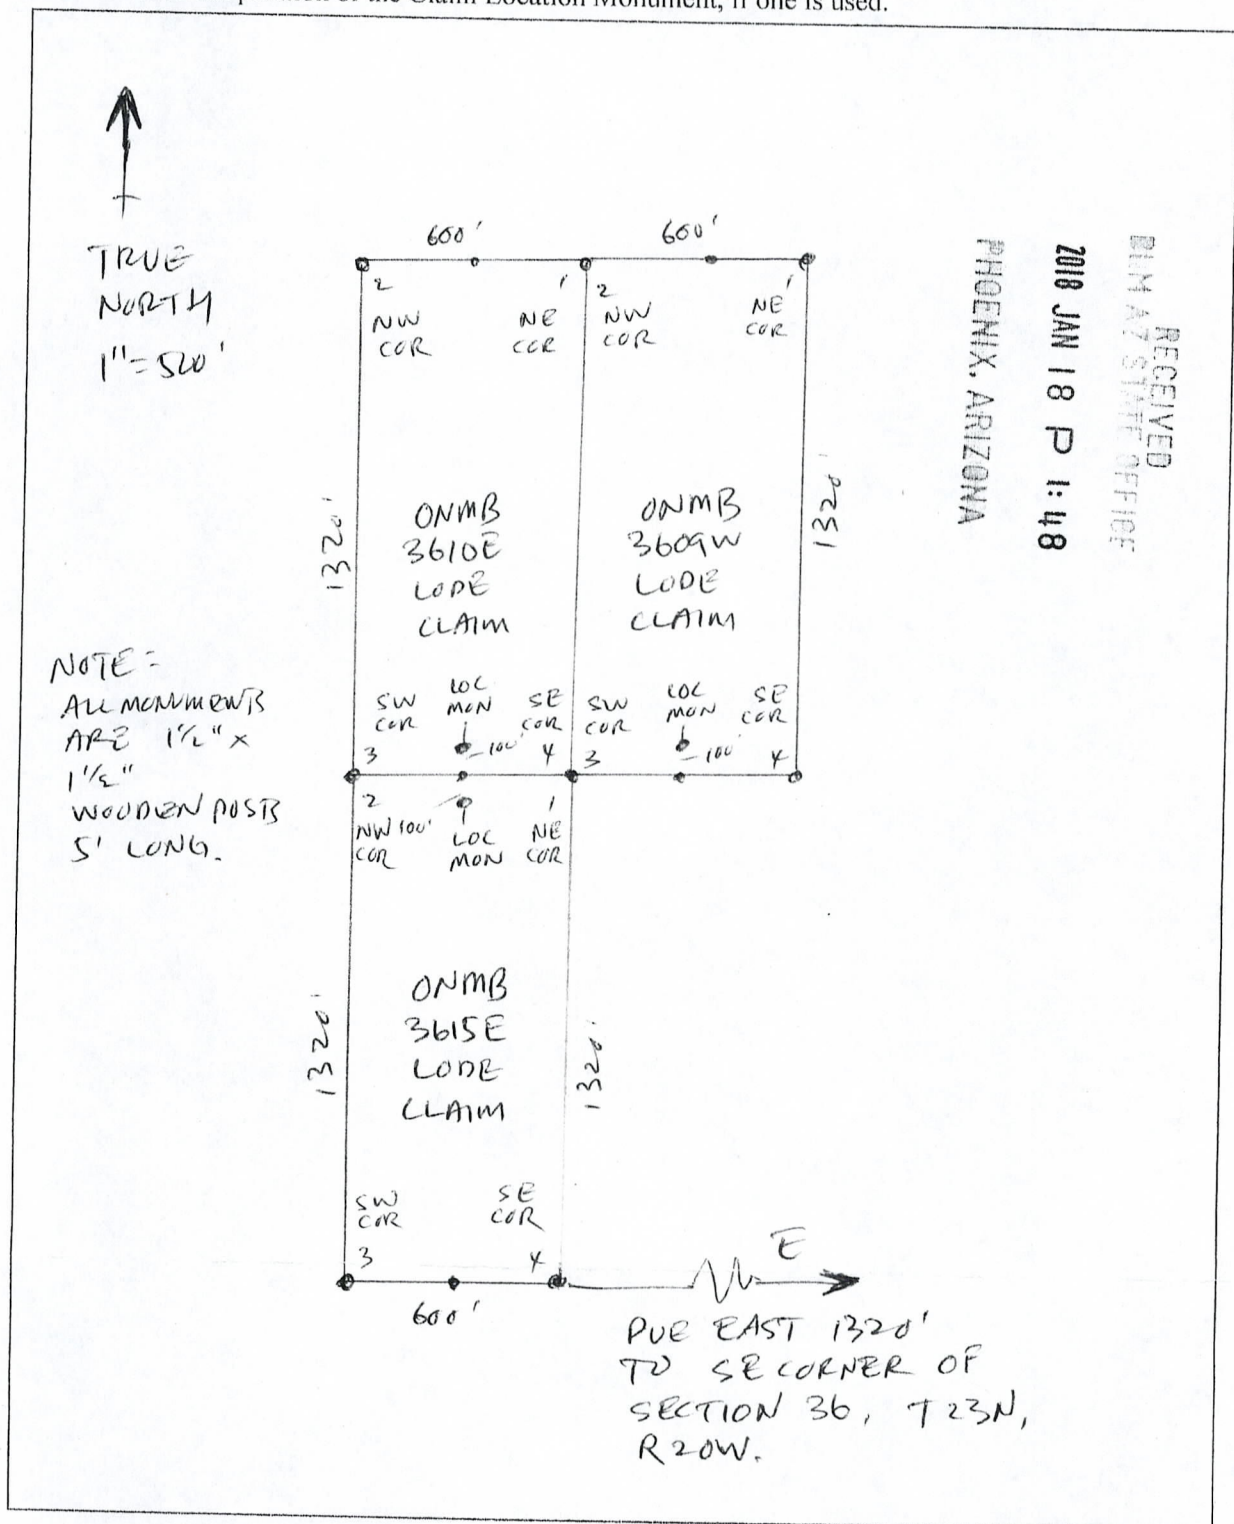 position of the Claim Location Monument, if one is used.
TRUE
NORTH
1"=520'
600'
600'
2
1
2
1
NW
COR
NE
COR
NW
COR
NE
COR
RECEIVED
BLM AZ STATE OFFICE
2018 JAN 18 P 1:48
PHOENIX, ARIZONA
1320'
ONMB
3610E
LODE
CLAIM
ONMB
3609W
LODE
CLAIM
1320'
NOTE=
ALL MONUMENTS
ARE 1½" x
1½"
WOODEN POSTS
5' LONG.
SW
COR
LOC
MON
SE
COR
SW
COR
LOC
MON
SE
COR
3
100'
4
3
100'
4
2
1
NW
COR
100'
LOC
MON
NE
COR
1320'
ONMB
3615E
LODE
CLAIM
1320'
SW
COR
SE
COR
3
4
E
600'
DUE EAST 1320'
TO SE CORNER OF
SECTION 36, T23N,
R20W.